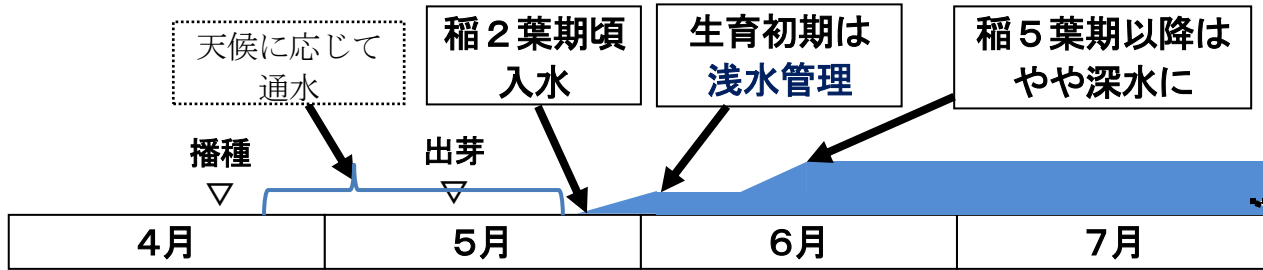 天候に応じて
通水
稲２葉期頃
入水
生育初期は
浅水管理
稲５葉期以降は
やや深水に
播種
出芽
４月
５月
６月
７月